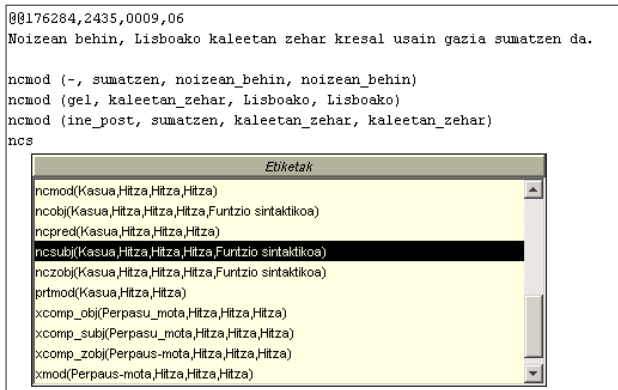 @@176284,2435,0009,06
Noizean behin, Lisboako kaleetan zehar kresal usain gazia sumatzen da.
ncmod (-, sumatzen, noizean_behin, noizean_behin)
ncmod (gel, kaleetan_zehar, Lisboako, Lisboako)
ncmod (ine_post, sumatzen, kaleetan_zehar, kaleetan_zehar)
ncs
Etiketak
ncmod(Kasua,Hitza,Hitza,Hitza)
ncobj(Kasua,Hitza,Hitza,Hitza,Funtzio sintaktikoa)
ncpred(Kasua,Hitza,Hitza,Hitza)
ncsubj(Kasua,Hitza,Hitza,Hitza,Funtzio sintaktikoa)
nczobj(Kasua,Hitza,Hitza,Hitza,Funtzio sintaktikoa)
prtmod(Kasua,Hitza,Hitza)
xcomp_obj(Perpasu_mota,Hitza,Hitza,Hitza)
xcomp_subj(Perpasu_mota,Hitza,Hitza,Hitza)
xcomp_zobj(Perpaus-mota,Hitza,Hitza,Hitza)
xmod(Perpaus-mota,Hitza,Hitza,Hitza)